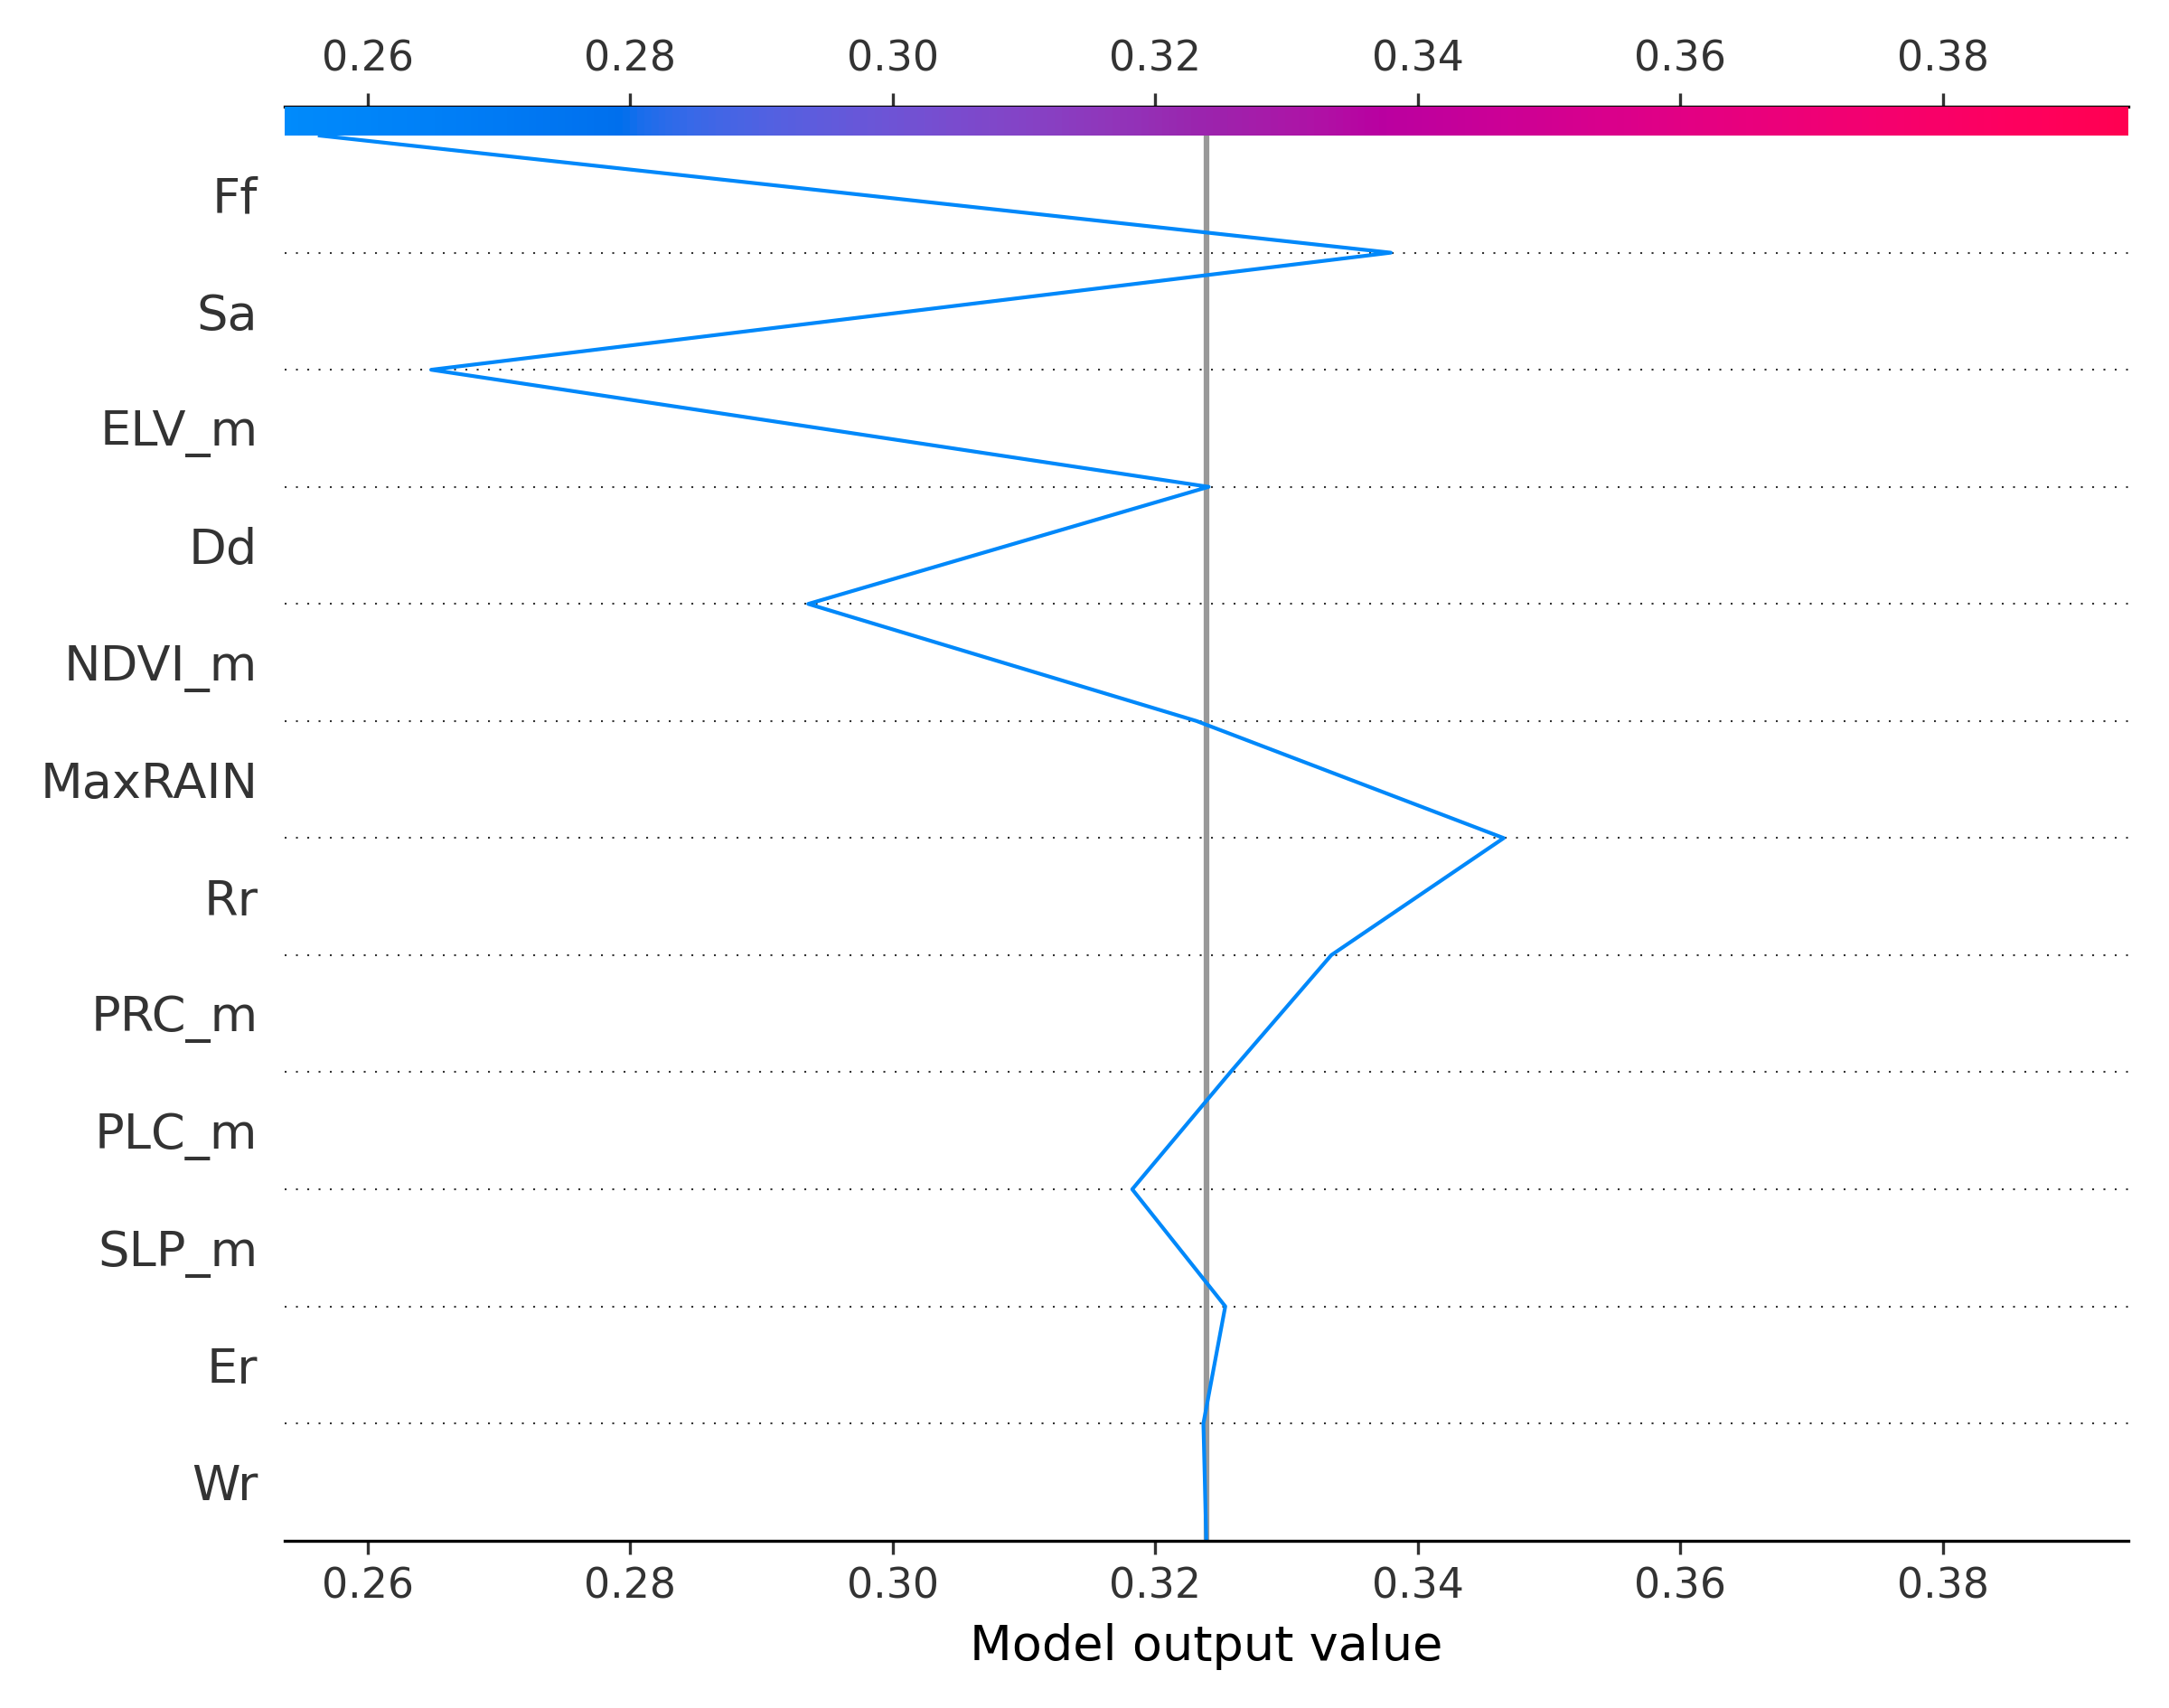 0.26 0.28 0.30 0.32 0.34 0.36 0.38
Ff
Sa
ELV_m
Dd
NDVI_m
MaxRAIN
Rr
PRC_m
PLC_m
SLP_m
Er
Wr
0.26 0.28 0.30 0.32 0.34 0.36 0.38
Model output value